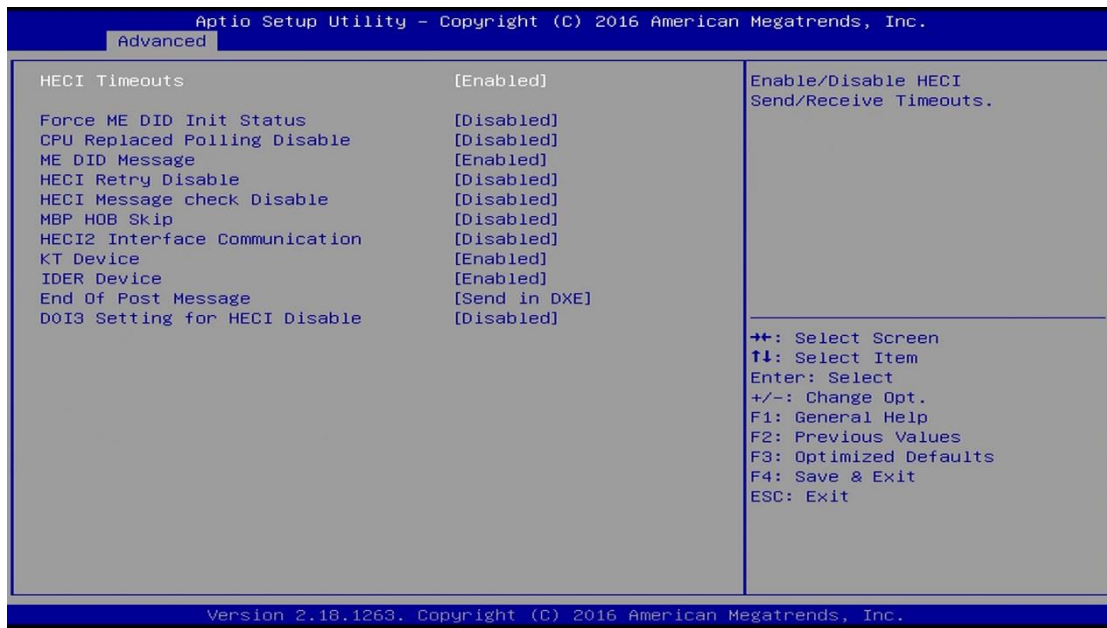 Aptio Setup Utility – Copyright (C) 2016 American Megatrends, Inc.
Advanced
HECI Timeouts [Enabled]
Force ME DID Init Status [Disabled]
CPU Replaced Polling Disable [Disabled]
ME DID Message [Enabled]
HECI Retry Disable [Disabled]
HECI Message check Disable [Disabled]
MBP HOB Skip [Disabled]
HECI2 Interface Communication [Disabled]
KT Device [Enabled]
IDER Device [Enabled]
End Of Post Message [Send in DXE]
DOI3 Setting for HECI Disable [Disabled]
Enable/Disable HECI
Send/Receive Timeouts.
→←: Select Screen
↑↓: Select Item
Enter: Select
+/-: Change Opt.
F1: General Help
F2: Previous Values
F3: Optimized Defaults
F4: Save & Exit
ESC: Exit
Version 2.18.1263. Copyright (C) 2016 American Megatrends, Inc.